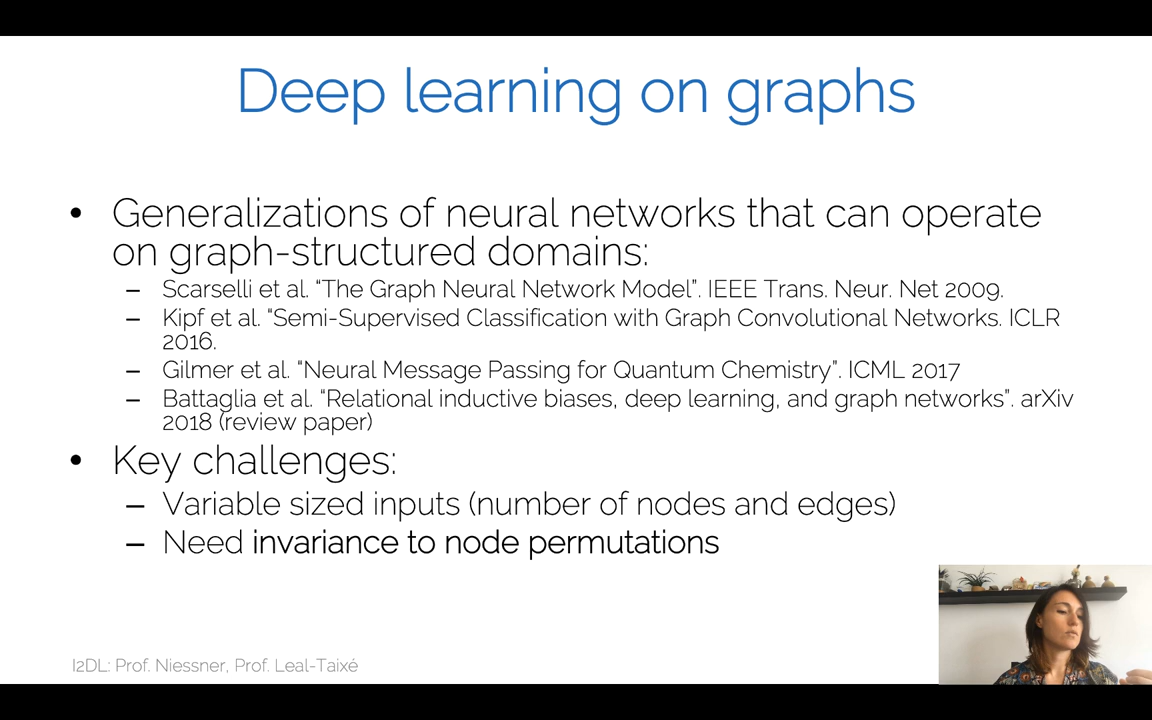 Deep learning on graphs
• Generalizations of neural networks that can operate
on graph-structured domains:
– Scarselli et al. “The Graph Neural Network Model”. IEEE Trans. Neur. Net 2009.
– Kipf et al. “Semi-Supervised Classification with Graph Convolutional Networks. ICLR
2016.
– Gilmer et al. “Neural Message Passing for Quantum Chemistry”. ICML 2017
– Battaglia et al. “Relational inductive biases, deep learning, and graph networks”. arXiv
2018 (review paper)
• Key challenges:
– Variable sized inputs (number of nodes and edges)
– Need invariance to node permutations
I2DL: Prof. Niessner, Prof. Leal-Taixé